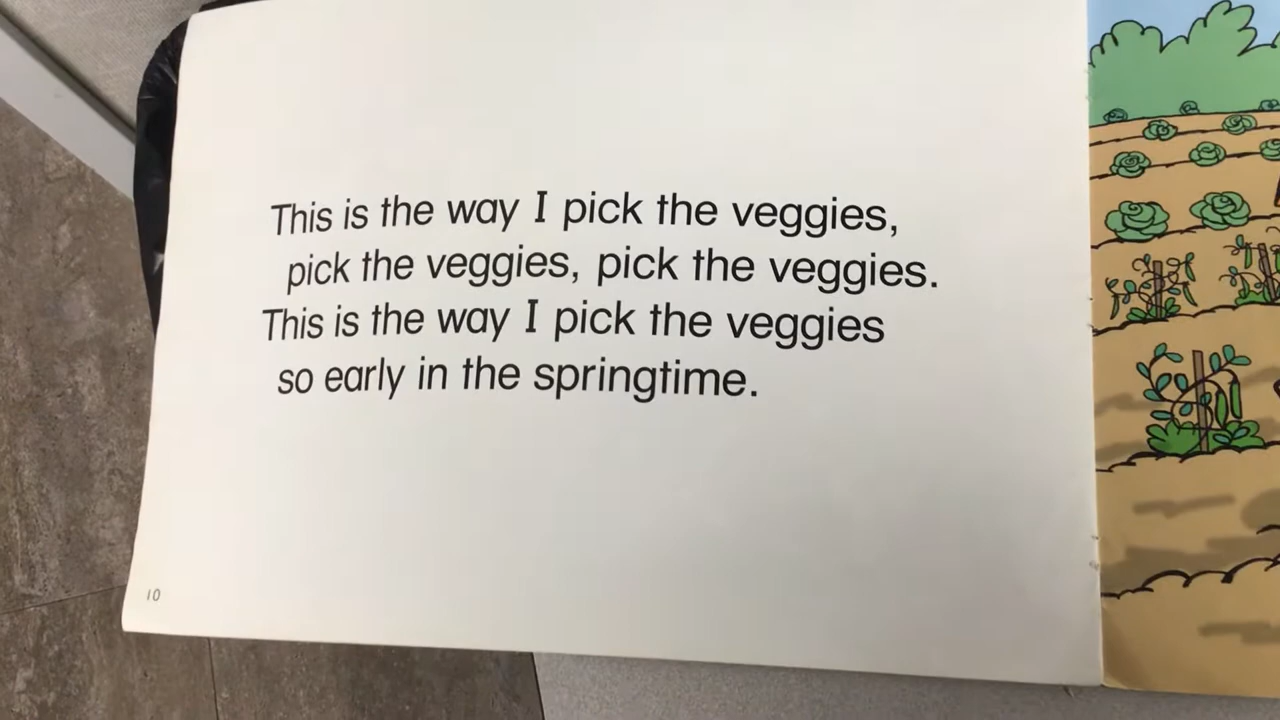 This is the way I pick the veggies,
pick the veggies, pick the veggies.
This is the way I pick the veggies
so early in the springtime.
10